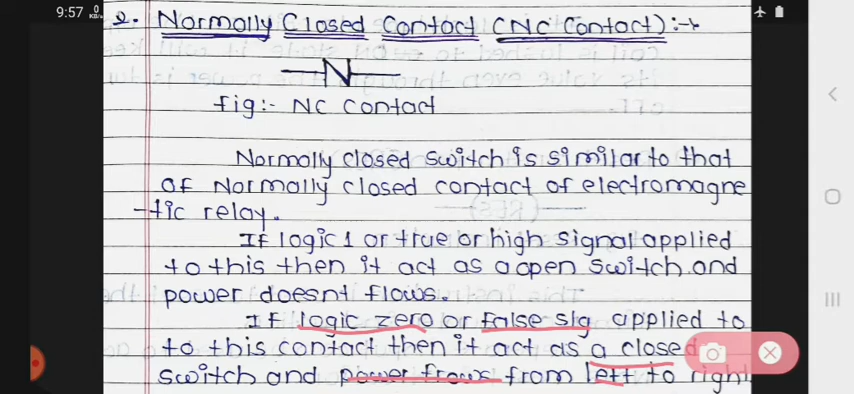 9:57 0 KB/s
2. Normally Closed Contact (NC Contact) :-
fig:- NC Contact
Normally closed switch is similar to that
of Normally closed contact of electromagne
-tic relay.
If logic 1 or true or high signal applied
to this then it act as a open switch and
power doesnt flows.
If logic zero or false sig applied to
to this contact then it act as a closed
switch and power flows from left to right